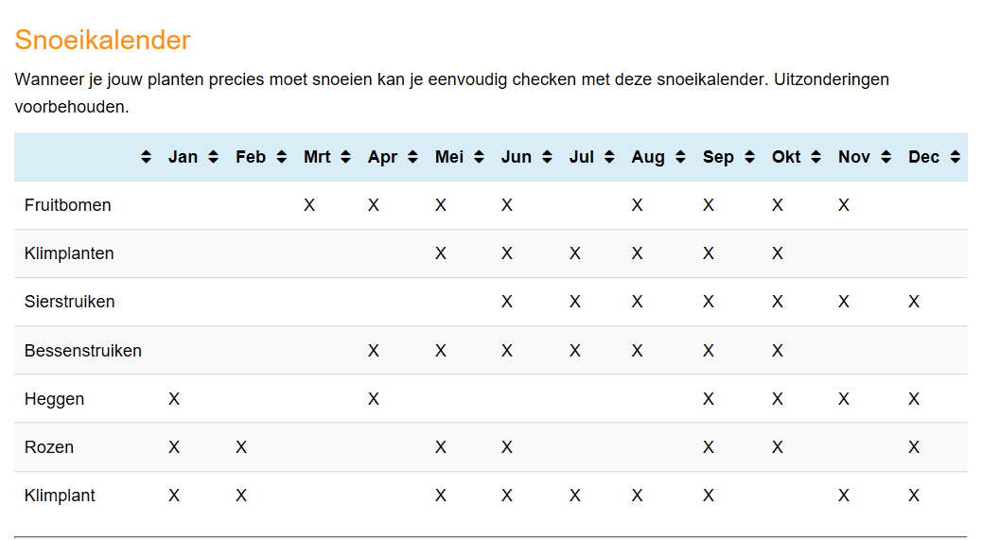 Snoeikalender
Wanneer je jouw planten precies moet snoeien kan je eenvoudig checken met deze snoeikalender. Uitzonderingen
voorbehouden.
Jan Feb Mrt Apr Mei Jun Jul Aug Sep Okt Nov Dec
Fruitbomen X X X X X X X X
Klimplanten X X X X X X
Sierstruiken X X X X X X X
Bessenstruiken X X X X X X X
Heggen X X X X X X
Rozen X X X X X X X
Klimplant X X X X X X X X X